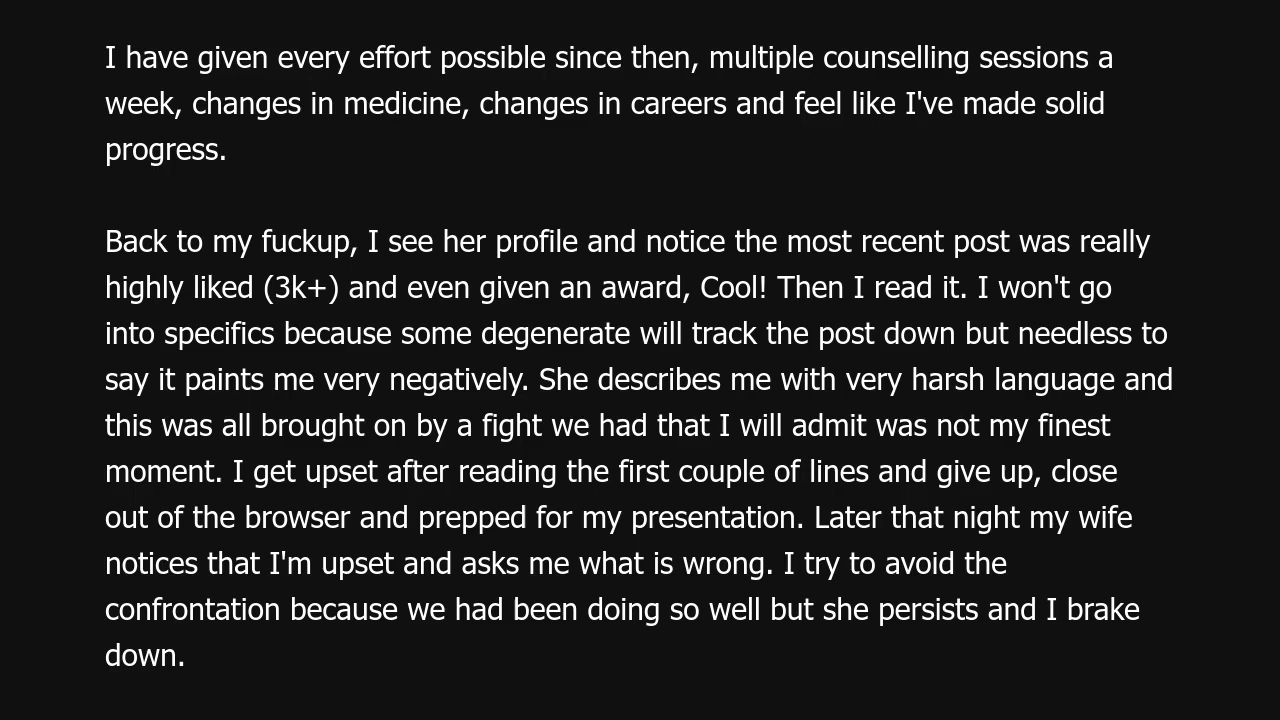 I have given every effort possible since then, multiple counselling sessions a
week, changes in medicine, changes in careers and feel like I've made solid
progress.
Back to my fuckup, I see her profile and notice the most recent post was really
highly liked (3k+) and even given an award, Cool! Then I read it. I won't go
into specifics because some degenerate will track the post down but needless to
say it paints me very negatively. She describes me with very harsh language and
this was all brought on by a fight we had that I will admit was not my finest
moment. I get upset after reading the first couple of lines and give up, close
out of the browser and prepped for my presentation. Later that night my wife
notices that I'm upset and asks me what is wrong. I try to avoid the
confrontation because we had been doing so well but she persists and I brake
down.